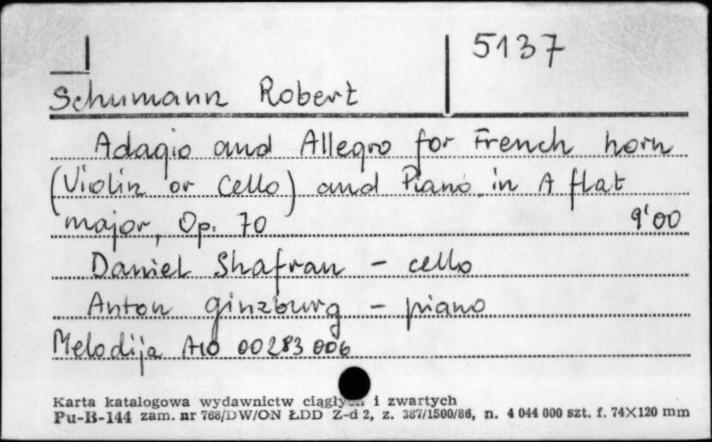 5137
Schumann Robert
Adagio and Allegro for French horn
(Violin or Cello) and Piano in A flat
major, Op. 70 9'00
Daniel Shafran - cello
Anton Ginzburg - piano
Melodija A10 00283 006
Karta katalogowa wydawnictw ciągłych i zwartych
Pu-B-144 zam. nr 768/DW/ON ŁDD Z-d 2, z. 387/1500/86, n. 4 044 000 szt. f. 74X120 mm